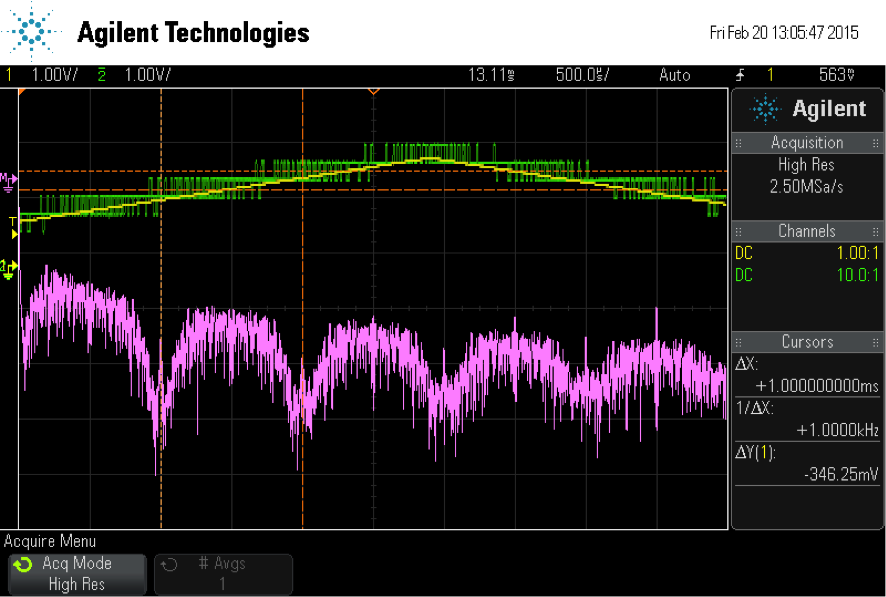 Agilent Technologies
Fri Feb 20 13:05:47 2015
1 1.00V/ 2 1.00V/ 13.11s 500.0s/ Auto 1 563V
Agilent
Acquisition
High Res
2.50MSa/s
Channels
DC 1.00:1
DC 10.0:1
Cursors
ΔX:
+1.000000000ms
1/ΔX:
+1.0000kHz
ΔY(1):
-346.25mV
M
T
2
Acquire Menu
Acq Mode
High Res
# Avgs
1